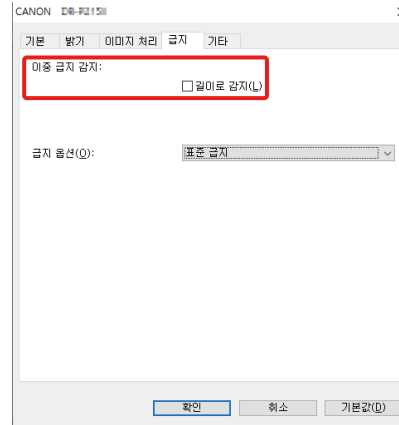 CANON
기본 밝기 이미지 처리 급지 기타
이중 급지 감지:
길이로 감지(L)
급지 옵션(O): 표준 급지
확인 취소 기본값(D)